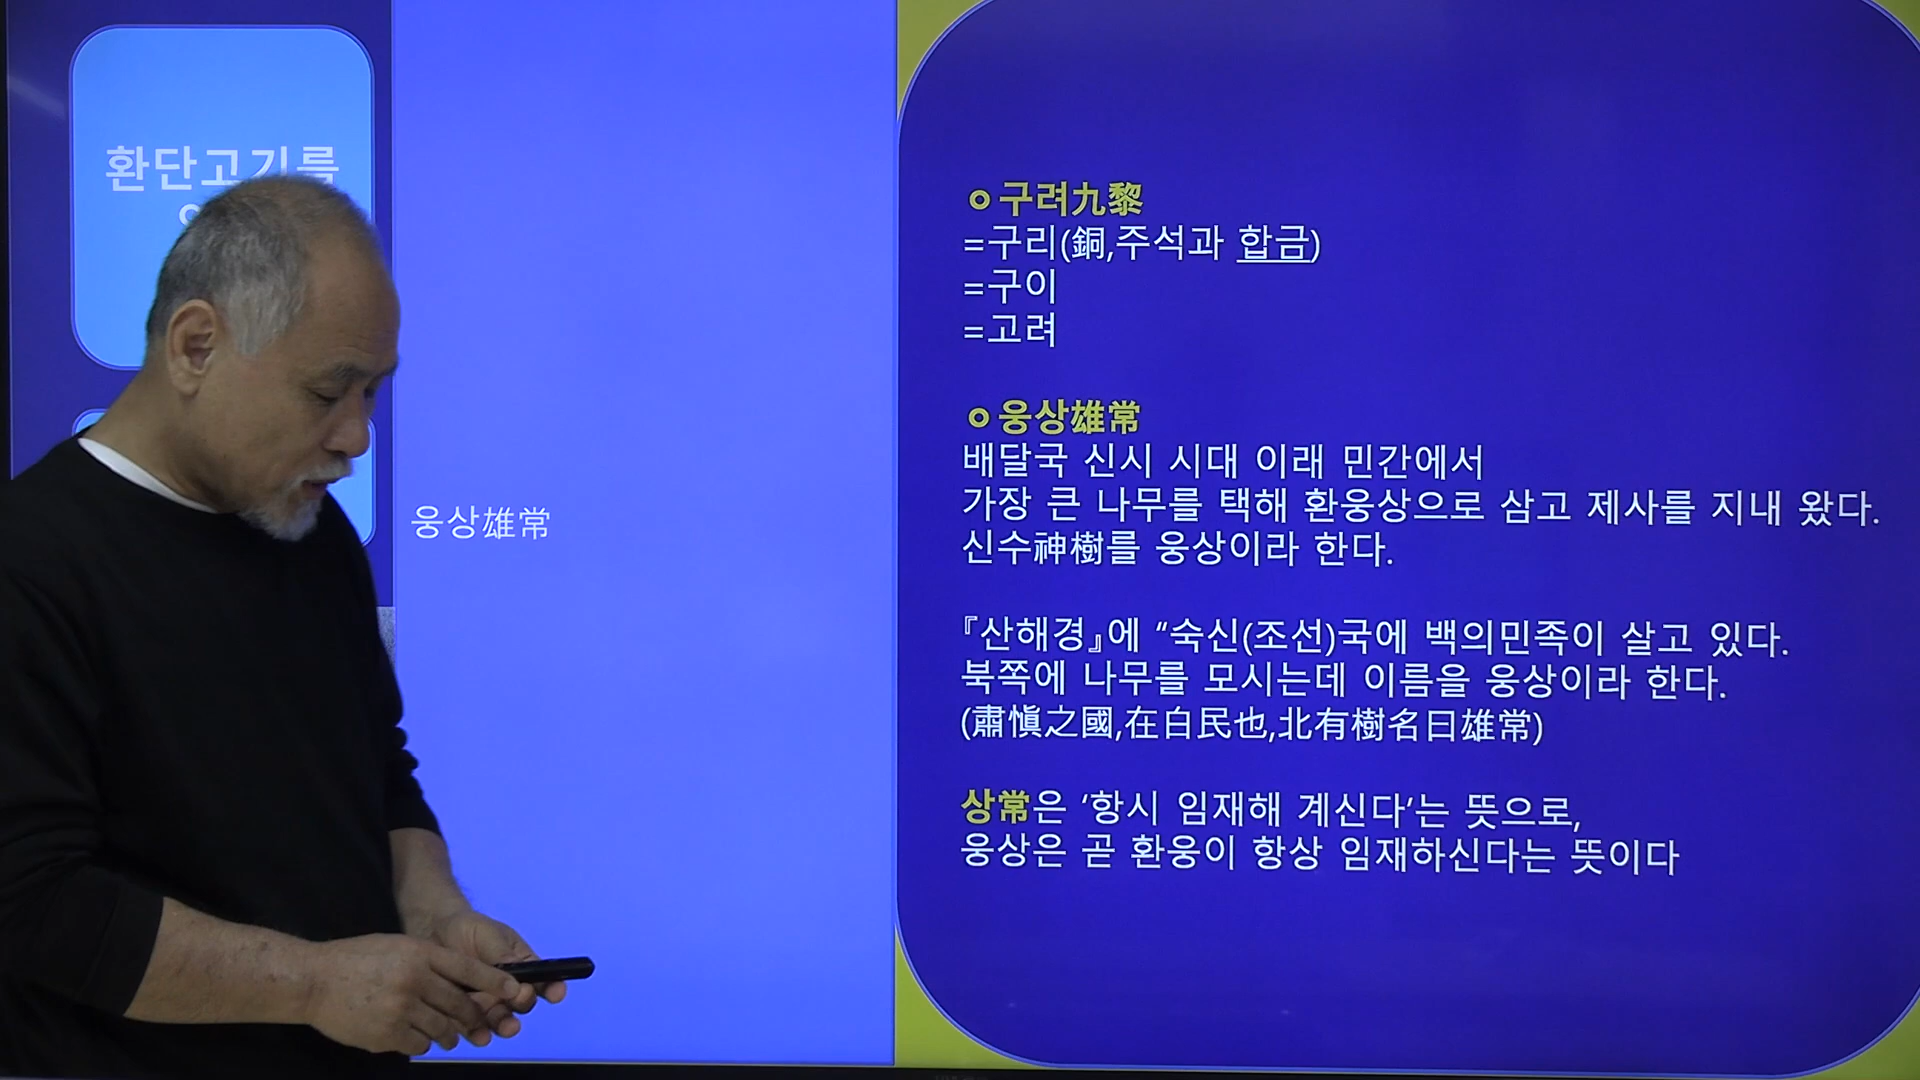 환단고기를
웅상雄常
ㅇ구려九黎
=구리(銅,주석과 합금)
=구이
=고려
ㅇ웅상雄常
배달국 신시 시대 이래 민간에서
가장 큰 나무를 택해 환웅상으로 삼고 제사를 지내 왔다.
신수神樹를 웅상이라 한다.
『산해경』에 “숙신(조선)국에 백의민족이 살고 있다.
북쪽에 나무를 모시는데 이름을 웅상이라 한다.
(肅愼之國,在白民也,北有樹名曰雄常)
상常은 ‘항시 임재해 계신다‘는 뜻으로,
웅상은 곧 환웅이 항상 임재하신다는 뜻이다